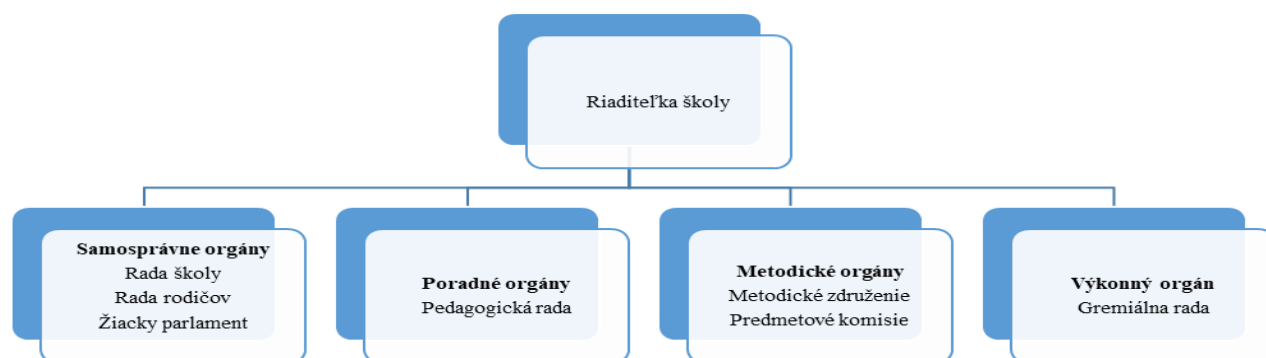 Riaditeľka školy
Samosprávne orgány
Rada školy
Rada rodičov
Žiacky parlament
Poradné orgány
Pedagogická rada
Metodické orgány
Metodické združenie
Predmetové komisie
Výkonný orgán
Gremiálna rada